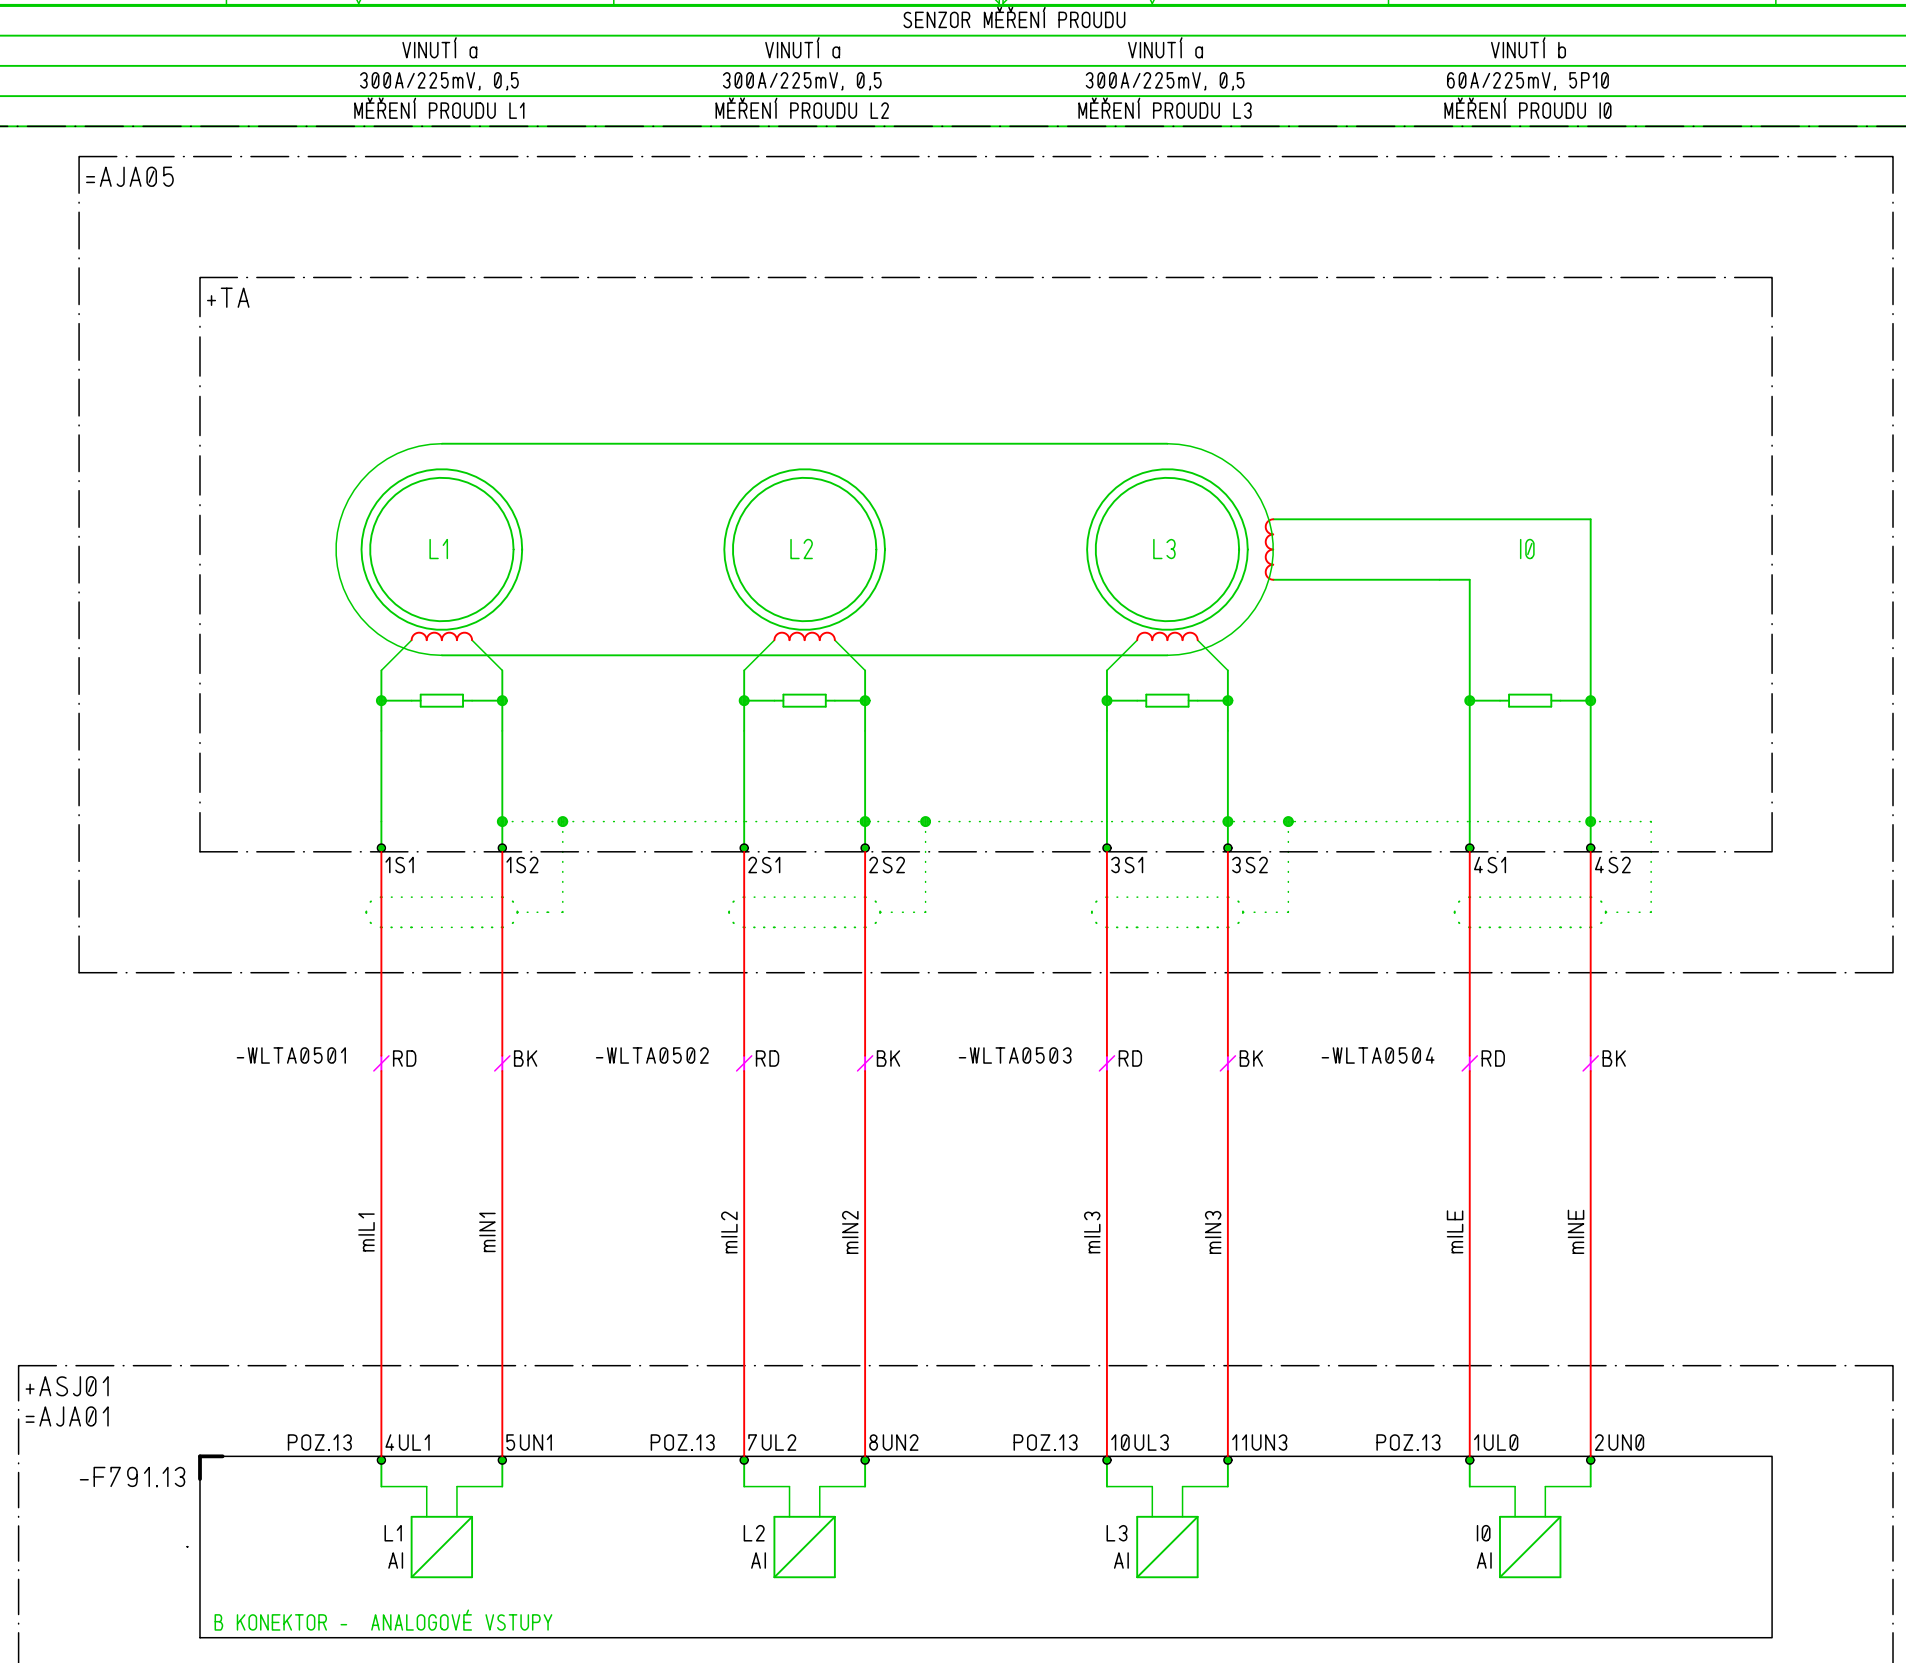 SENZOR MĚŘENÍ PROUDU
VINUTÍ a VINUTÍ a VINUTÍ a VINUTÍ b
300A/225mV, 0,5 300A/225mV, 0,5 300A/225mV, 0,5 60A/225mV, 5P10
MĚŘENÍ PROUDU L1 MĚŘENÍ PROUDU L2 MĚŘENÍ PROUDU L3 MĚŘENÍ PROUDU I0
=AJA05
+TA
L1 L2 L3 I0
1S1 1S2 2S1 2S2 3S1 3S2 4S1 4S2
-WLTA0501 RD BK -WLTA0502 RD BK -WLTA0503 RD BK -WLTA0504 RD BK
mIL1 mIN1 mIL2 mIN2 mIL3 mIN3 mILE mINE
+ASJ01
=AJA01
POZ.13 4UL1 5UN1 POZ.13 7UL2 8UN2 POZ.13 10UL3 11UN3 POZ.13 1UL0 2UN0
-F791.13
L1 L2 L3 I0
AI AI AI AI
B KONEKTOR - ANALOGOVÉ VSTUPY